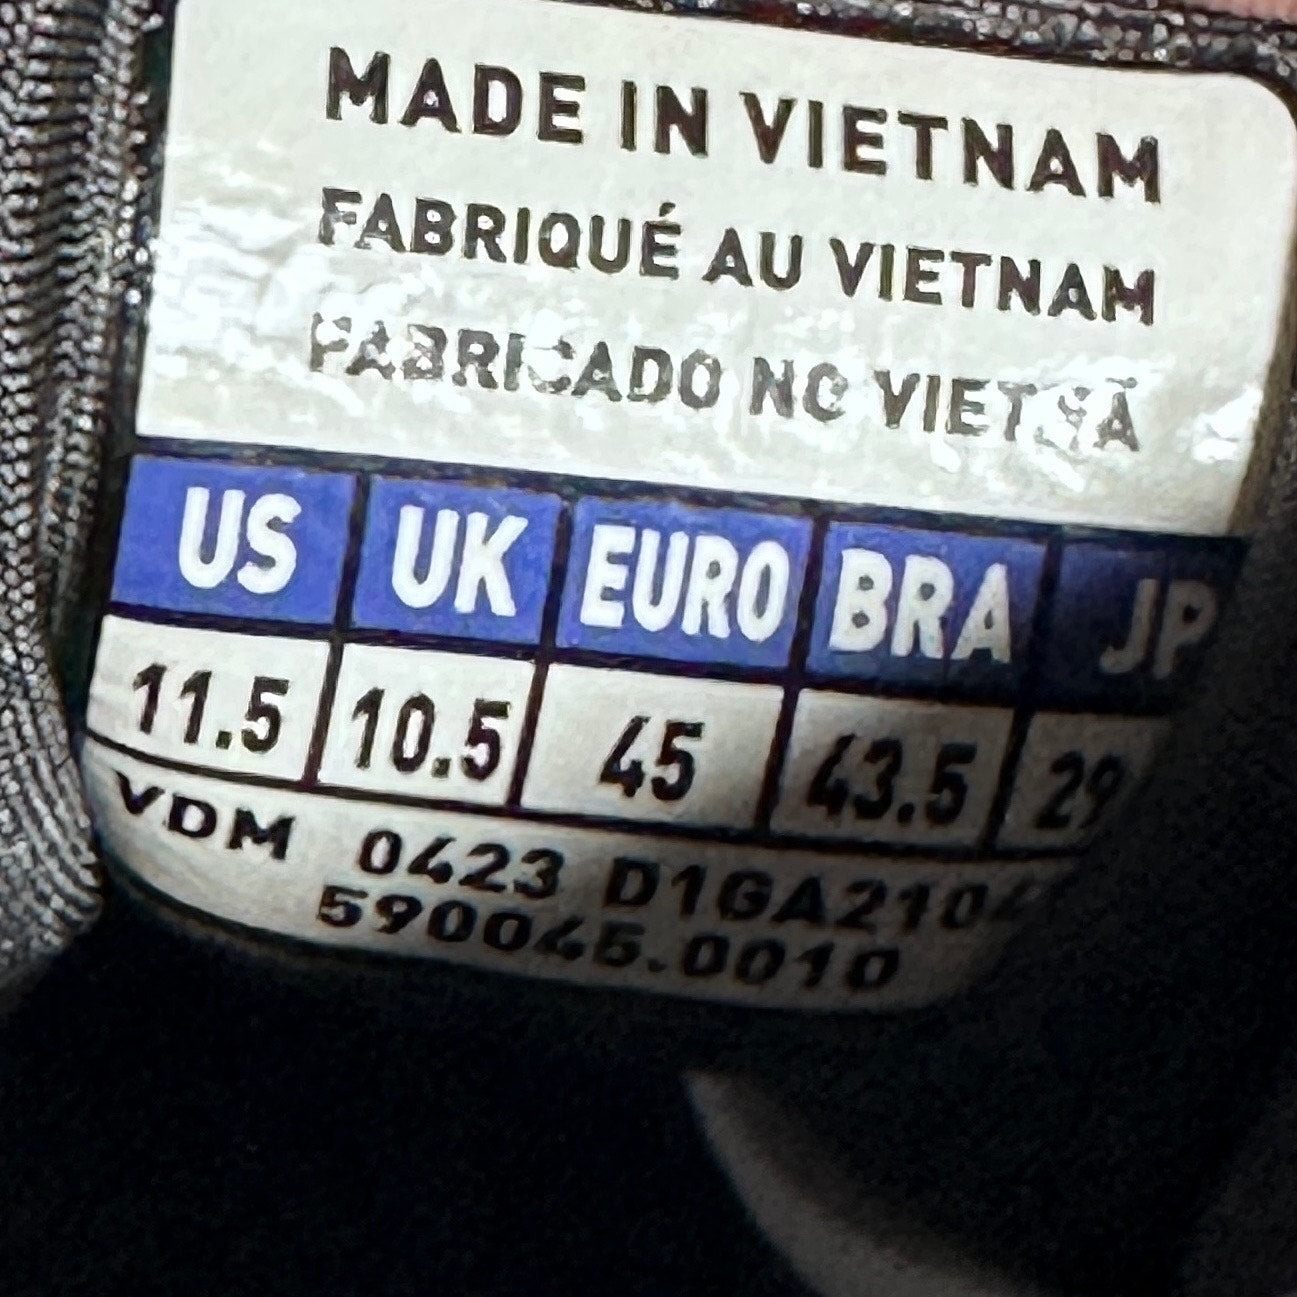 MADE IN VIETNAM
FABRIQUÉ AU VIETNAM
FABRICADO NO VIETNÃ
US UK EURO BRA JP
11.5 10.5 45 43.5 29
VDM 0423
590045.0010